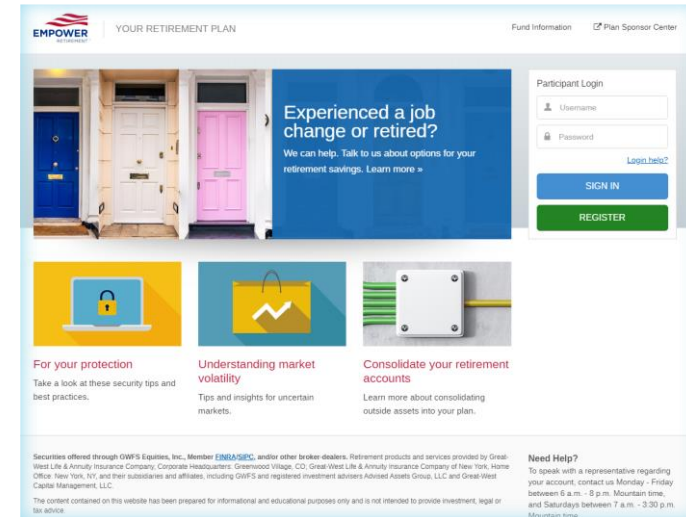 EMPOWER
RETIREMENT
YOUR RETIREMENT PLAN
Fund Information
Plan Sponsor Center
Experienced a job
change or retired?
We can help. Talk to us about options for your
retirement savings. Learn more »
Participant Login
Username
Password
Login help?
SIGN IN
REGISTER
For your protection
Take a look at these security tips and
best practices.
Understanding market
volatility
Tips and insights for uncertain
markets.
Consolidate your retirement
accounts
Learn more about consolidating
outside assets into your plan.
Securities offered through GWFS Equities, Inc., Member FINRA/SIPC, and/or other broker-dealers. Retirement products and services provided by Great-
West Life & Annuity Insurance Company, Corporate Headquarters: Greenwood Village, CO; Great-West Life & Annuity Insurance Company of New York, Home
Office: New York, NY, and their subsidiaries and affiliates, including GWFS and registered investment advisers Advised Assets Group, LLC and Great-West
Capital Management, LLC.
The content contained on this website has been prepared for informational and educational purposes only and is not intended to provide investment, legal or
tax advice.
Need Help?
To speak with a representative regarding
your account, contact us Monday - Friday
between 6 a.m. - 8 p.m. Mountain time,
and Saturdays between 7 a.m. - 3:30 p.m.
Mountain time.